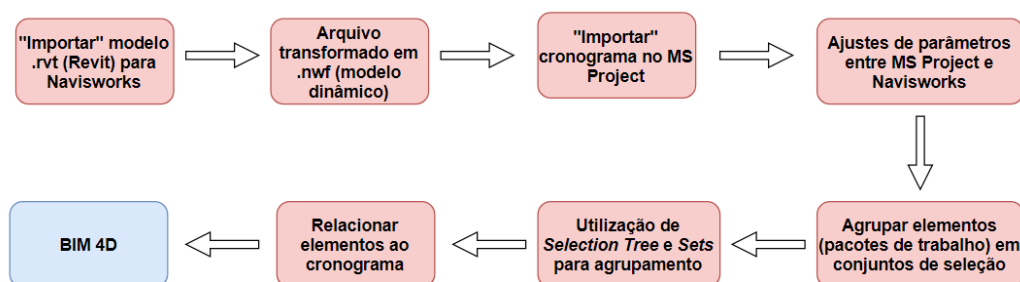 "Importar" modelo
.rvt (Revit) para
Navisworks
Arquivo
transformado em
.nwf (modelo
dinâmico)
"Importar"
cronograma no MS
Project
Ajustes de parâmetros
entre MS Project e
Navisworks
Agrupar elementos
(pacotes de trabalho) em
conjuntos de seleção
Utilização de
Selection Tree e Sets
para agrupamento
Relacionar
elementos ao
cronograma
BIM 4D